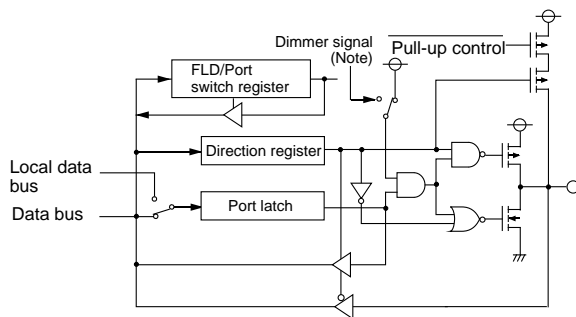 Dimmer signal
(Note)
Pull-up control
FLD/Port
switch register
Direction register
Local data
bus
Data bus
Port latch